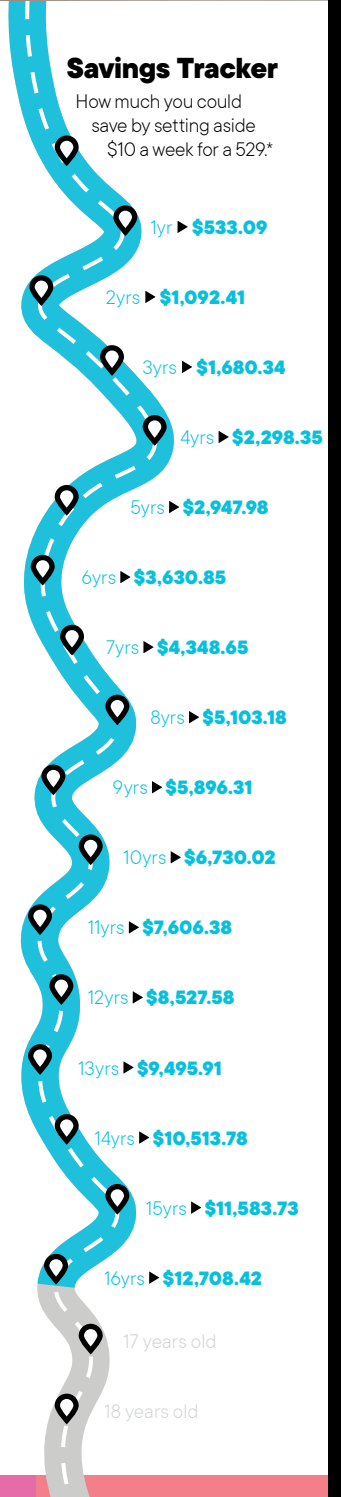 Savings Tracker
How much you could
save by setting aside
$10 a week for a 529.*
1yr ▶ $533.09
2yrs ▶ $1,092.41
3yrs ▶ $1,680.34
4yrs ▶ $2,298.35
5yrs ▶ $2,947.98
6yrs ▶ $3,630.85
7yrs ▶ $4,348.65
8yrs ▶ $5,103.18
9yrs ▶ $5,896.31
10yrs ▶ $6,730.02
11yrs ▶ $7,606.38
12yrs ▶ $8,527.58
13yrs ▶ $9,495.91
14yrs ▶ $10,513.78
15yrs ▶ $11,583.73
16yrs ▶ $12,708.42
17 years old
18 years old